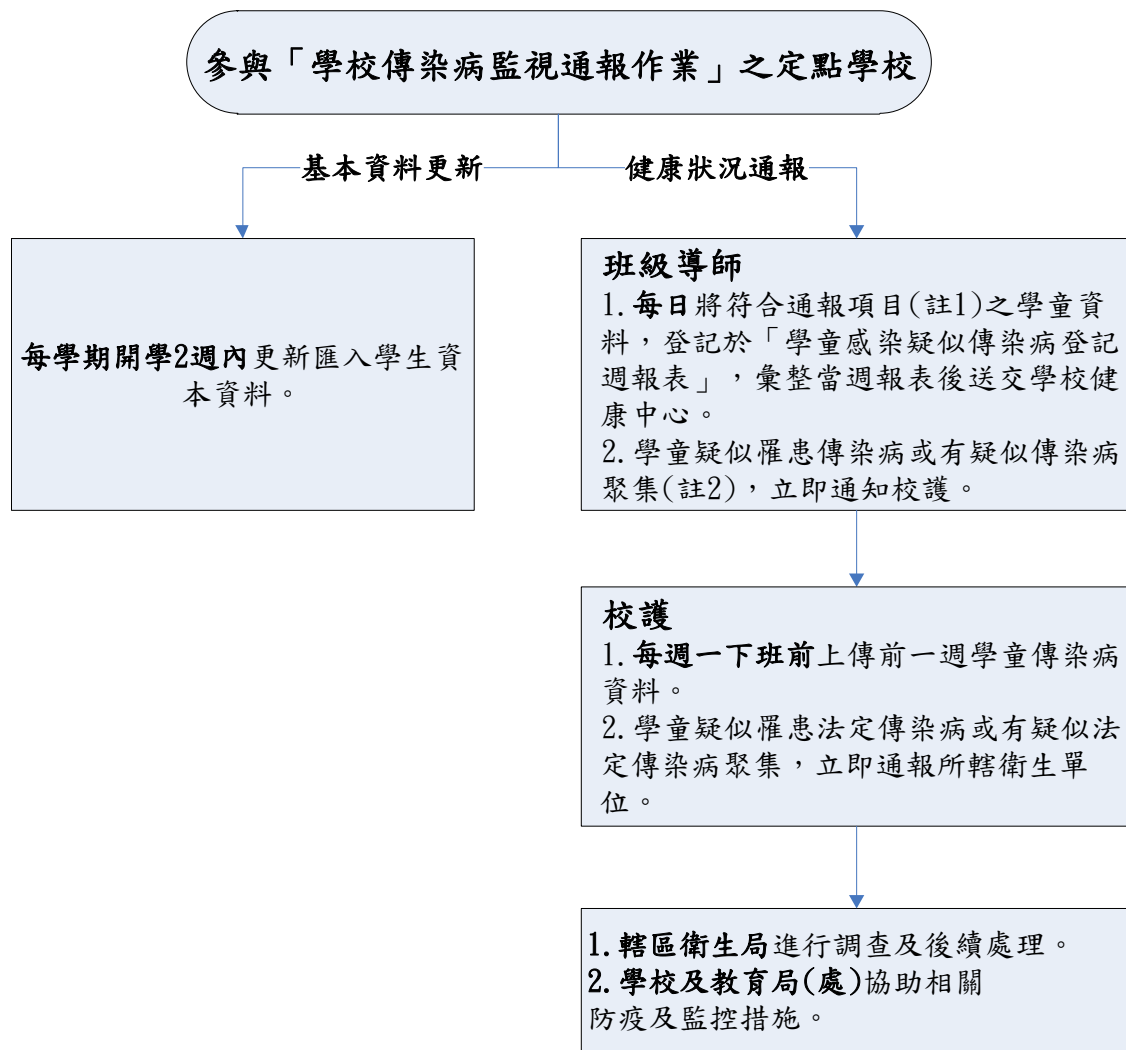 參與「學校傳染病監視通報作業」之定點學校
基本資料更新
健康狀況通報
每學期開學2週內更新匯入學生資
本資料。
班級導師
1.每日將符合通報項目(註1)之學童資
料，登記於「學童感染疑似傳染病登記
週報表」，彙整當週報表後送交學校健
康中心。
2.學童疑似罹患傳染病或有疑似傳染病
聚集(註2)，立即通知校護。
校護
1.每週一下班前上傳前一週學童傳染病
資料。
2.學童疑似罹患法定傳染病或有疑似法
定傳染病聚集，立即通報所轄衛生單
位。
1.轄區衛生局進行調查及後續處理。
2.學校及教育局(處)協助相關
防疫及監控措施。